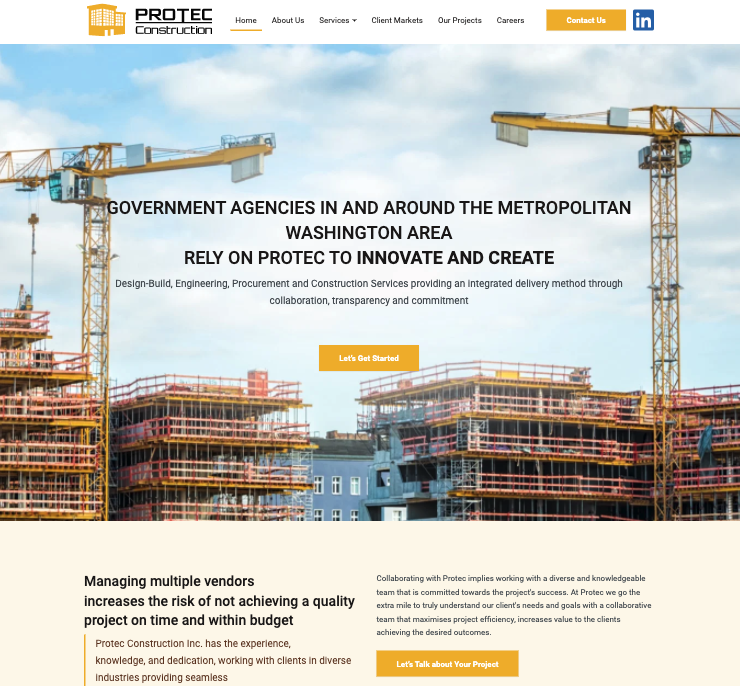 PROTEC
Construction
Home
About Us
Services
Client Markets
Our Projects
Careers
Contact Us
in
GOVERNMENT AGENCIES IN AND AROUND THE METROPOLITAN
WASHINGTON AREA
RELY ON PROTEC TO INNOVATE AND CREATE
Design-Build, Engineering, Procurement and Construction Services providing an integrated delivery method through
collaboration, transparency and commitment
Let's Get Started
Managing multiple vendors
increases the risk of not achieving a quality
project on time and within budget
Protec Construction Inc. has the experience,
knowledge, and dedication, working with clients in diverse
industries providing seamless
Collaborating with Protec implies working with a diverse and knowledgeable
team that is committed towards the project's success. At Protec we go the
extra mile to truly understand our client's needs and goals with a collaborative
team that maximises project efficiency, increases value to the clients
achieving the desired outcomes.
Let's Talk about Your Project